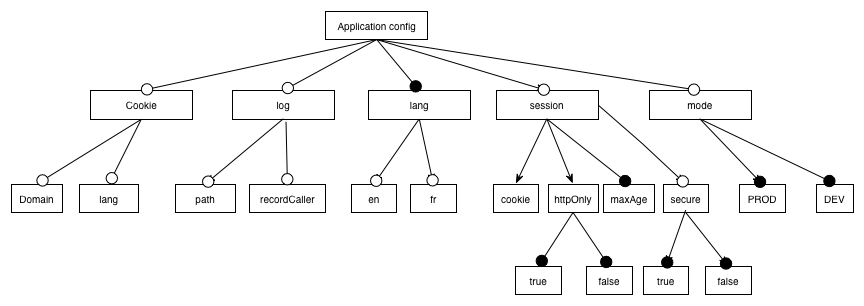 Application config
Cookie
log
lang
session
mode
Domain
lang
path
recordCaller
en
fr
cookie
httpOnly
maxAge
secure
PROD
DEV
true
false
true
false